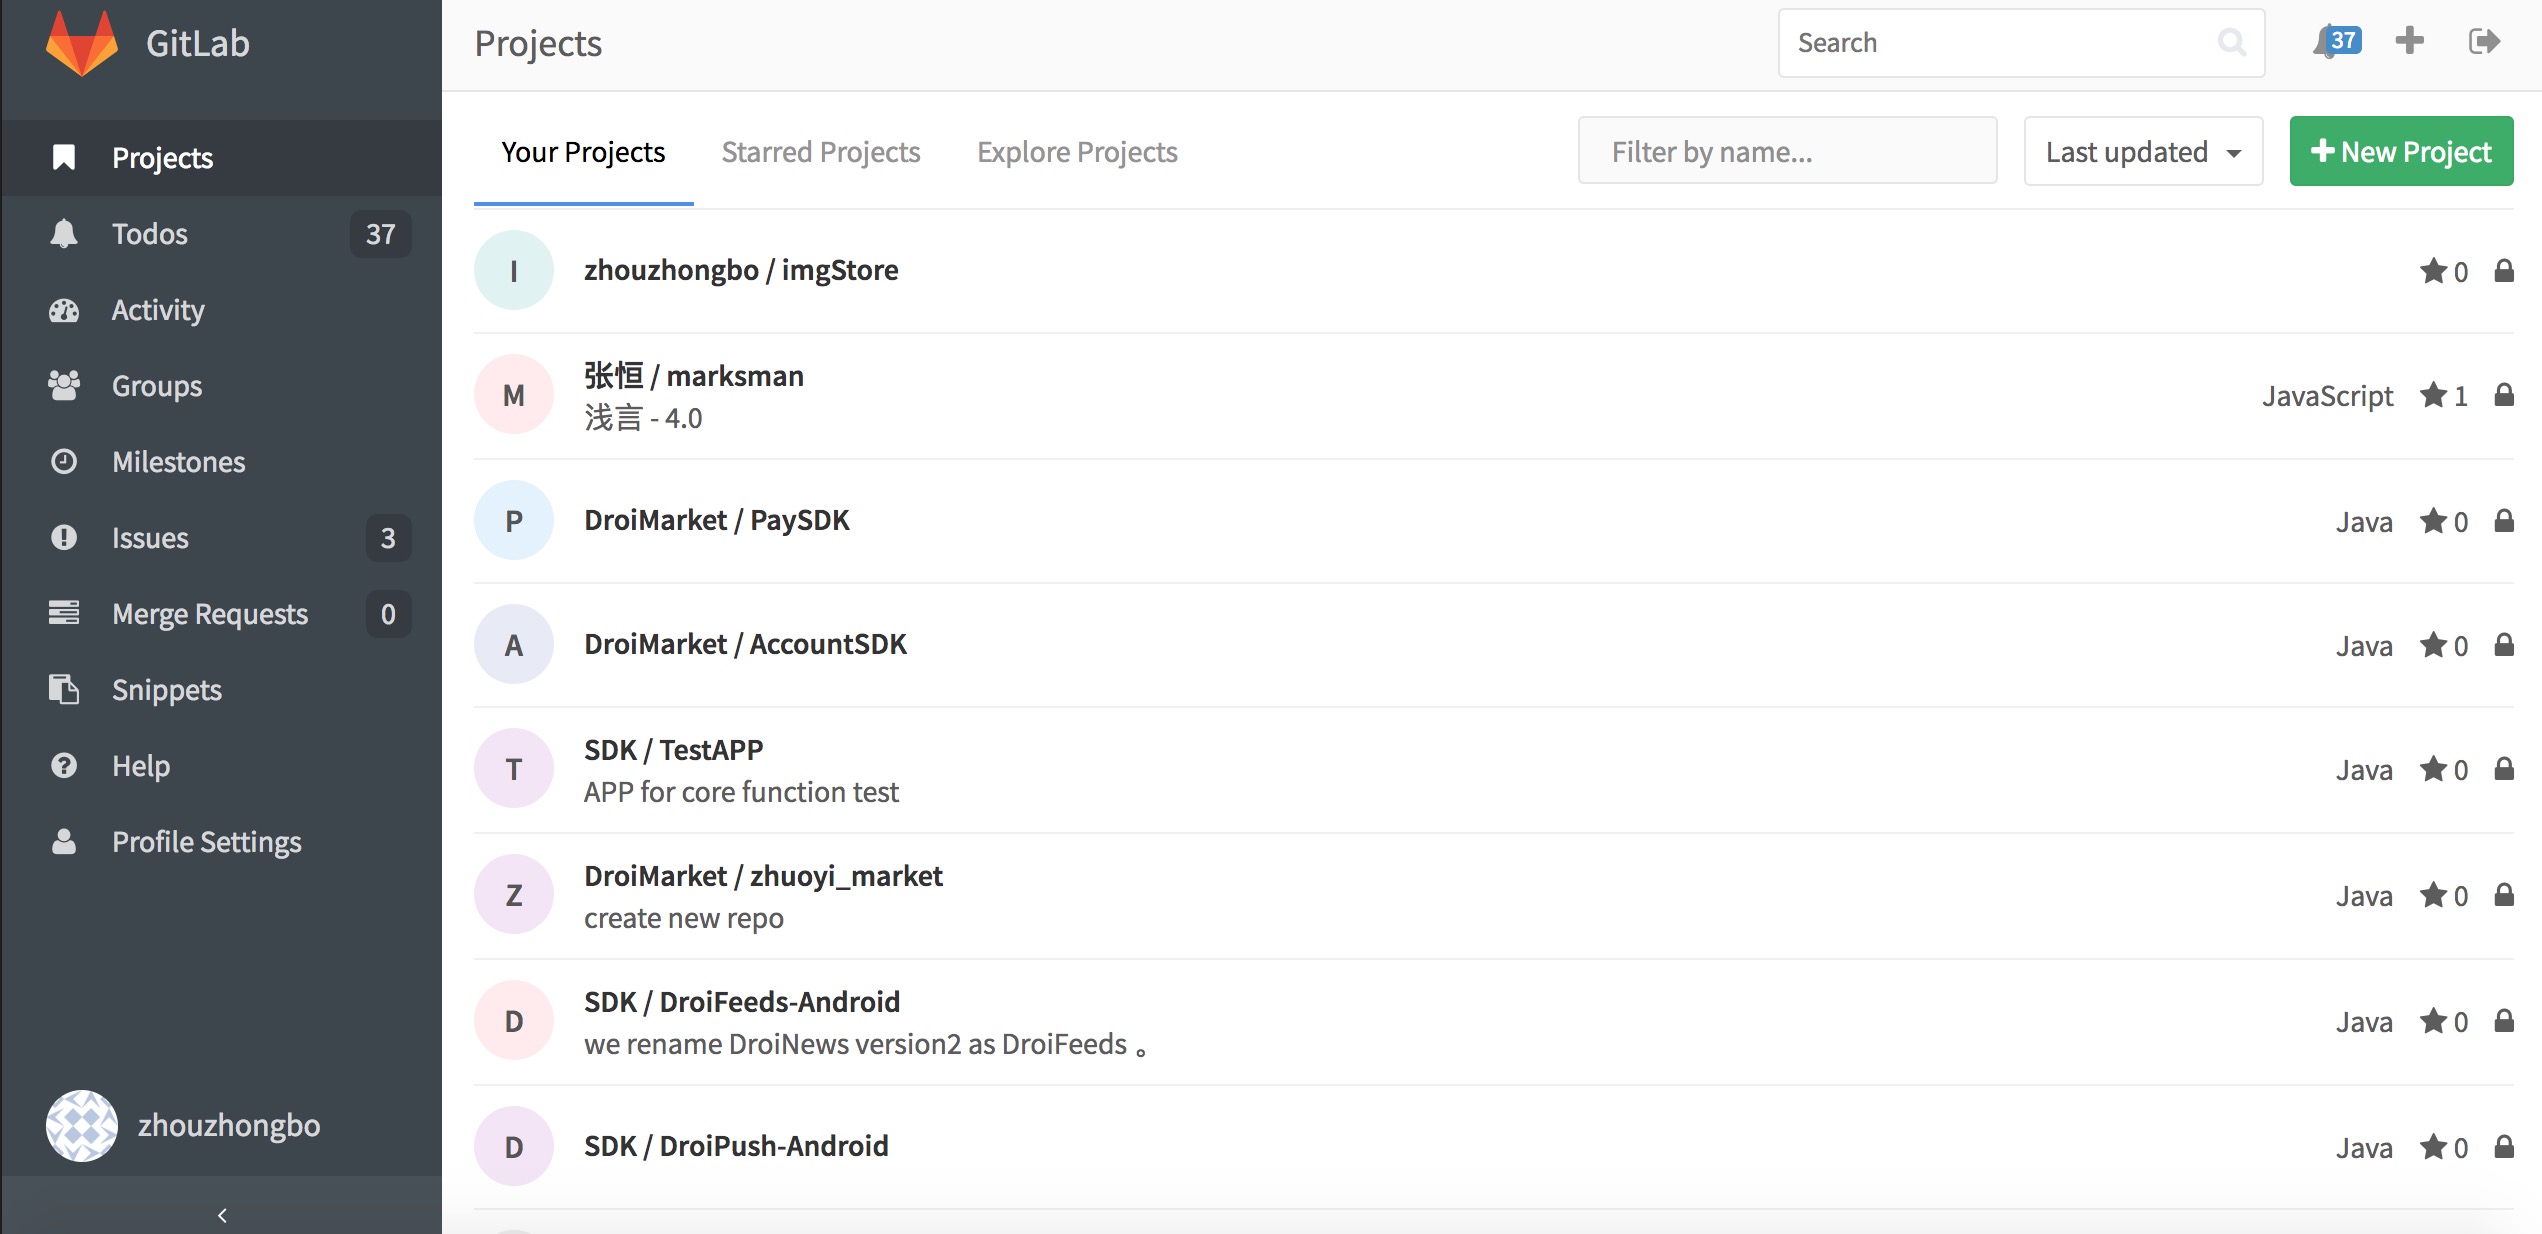 GitLab
Projects
Todos 37
Activity
Groups
Milestones
Issues 3
Merge Requests 0
Snippets
Help
Profile Settings
zhouzhongbo
Projects
Search
37
Your Projects Starred Projects Explore Projects
Filter by name...
Last updated
New Project
I
zhouzhongbo / imgStore
0
M
张恒 / marksman
浅言 - 4.0
JavaScript 1
P
DroiMarket / PaySDK
Java 0
A
DroiMarket / AccountSDK
Java 0
T
SDK / TestAPP
APP for core function test
Java 0
Z
DroiMarket / zhuoyi_market
create new repo
Java 0
D
SDK / DroiFeeds-Android
we rename DroiNews version2 as DroiFeeds 。
Java 0
D
SDK / DroiPush-Android
Java 0